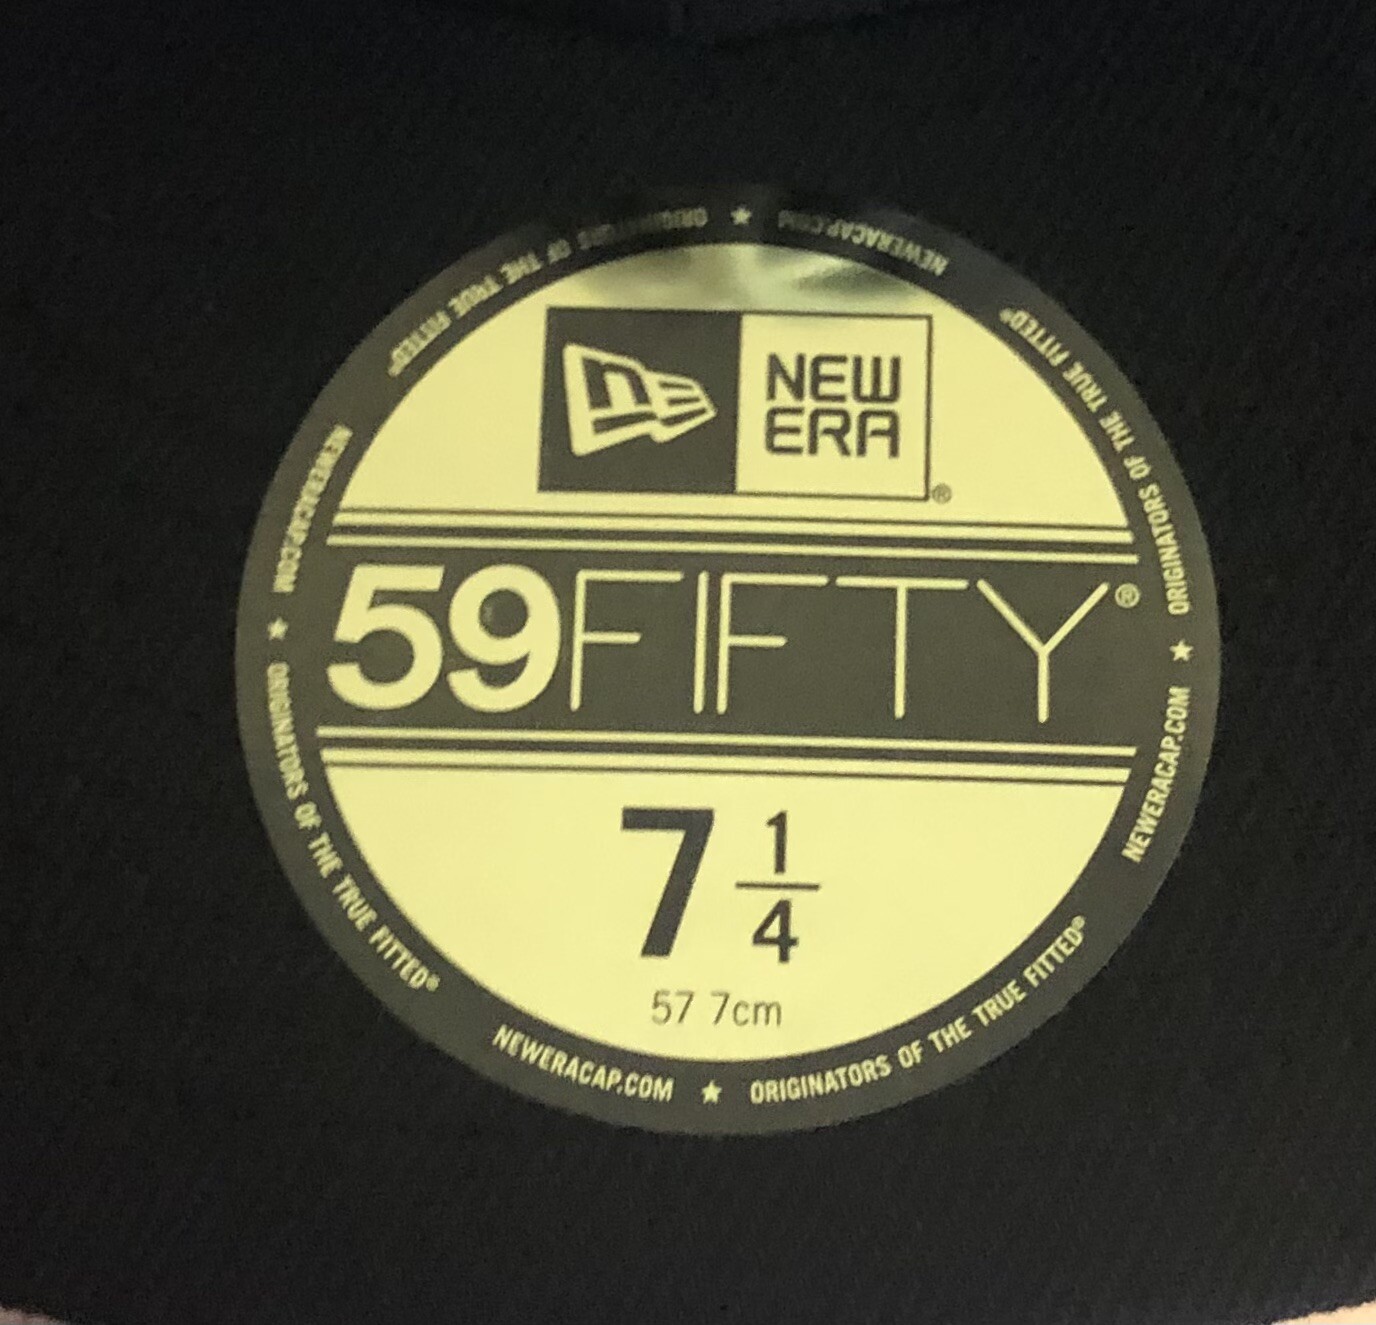 NEW
ERA
®
59FIFTY®
7 1/4
57 7cm
NEWERACAP.COM ★ ORIGINATORS OF THE TRUE FITTED®
NEWERACAP.COM ★ ORIGINATORS OF THE TRUE FITTED®
NEWERACAP.COM ★ ORIGINATORS OF THE TRUE FITTED®
NEWERACAP.COM ★ ORIGINATORS OF THE TRUE FITTED®